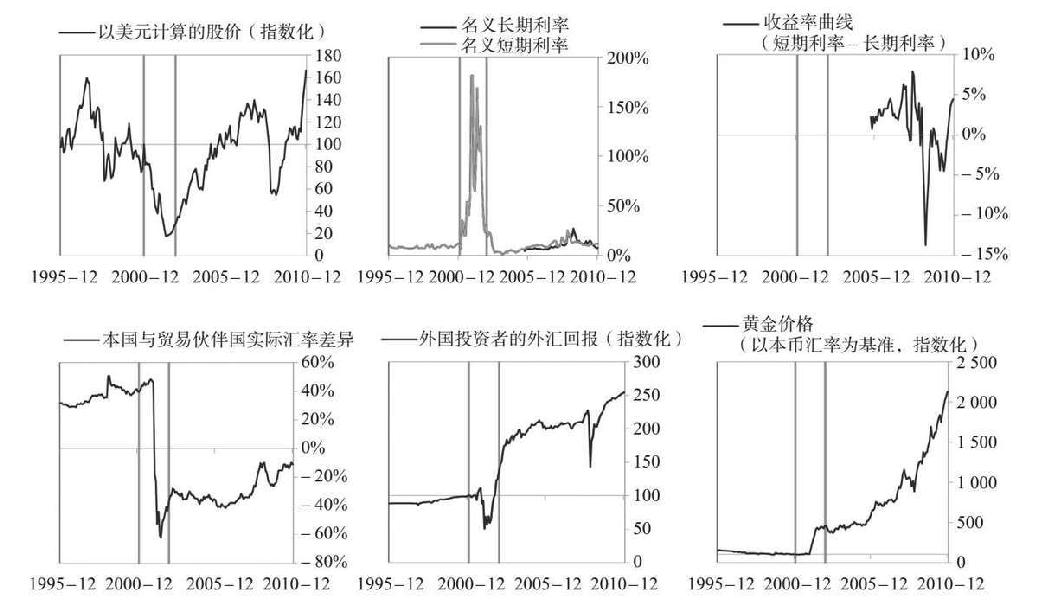 以美元计算的股价（指数化）
180
160
140
120
100
80
60
40
20
0
1995-12 2000-12 2005-12 2010-12
名义长期利率
名义短期利率
200%
150%
100%
50%
0%
1995-12 2000-12 2005-12 2010-12
收益率曲线
（短期利率—长期利率）
10%
5%
0%
-5%
-10%
-15%
1995-12 2000-12 2005-12 2010-12
本国与贸易伙伴国实际汇率差异
60%
40%
20%
0%
-20%
-40%
-60%
-80%
1995-12 2000-12 2005-12 2010-12
外国投资者的外汇回报（指数化）
300
250
200
150
100
50
0
1995-12 2000-12 2005-12 2010-12
黄金价格
（以本币汇率为基准，指数化）
2 500
2 000
1 500
1 000
500
0
1995-12 2000-12 2005-12 2010-12